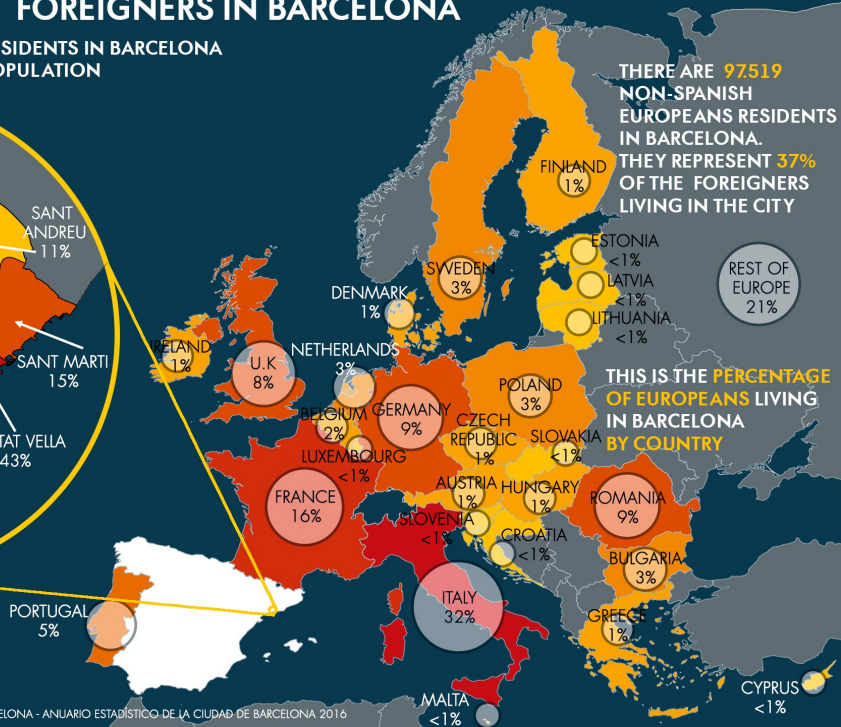 FOREIGNERS IN BARCELONA
SIDENTS IN BARCELONA
OPULATION
THERE ARE 97.519
NON-SPANISH
EUROPEANS RESIDENTS
IN BARCELONA.
THEY REPRESENT 37%
OF THE FOREIGNERS
LIVING IN THE CITY
FINLAND
1%
SANT
ANDREU
11%
ESTONIA
<1%
SWEDEN
3%
LATVIA
<1%
REST OF
EUROPE
21%
DENMARK
1%
LITHUANIA
<1%
IRELAND
1%
SANT MARTI
15%
U.K
8%
NETHERLANDS
3%
THIS IS THE PERCENTAGE
OF EUROPEANS LIVING
IN BARCELONA
BY COUNTRY
POLAND
3%
BELGIUM
2%
GERMANY
9%
CZECH
REPUBLIC
1%
SLOVAKIA
<1%
TAT VELLA
43%
LUXEMBOURG
<1%
FRANCE
16%
AUSTRIA
1%
HUNGARY
1%
ROMANIA
9%
SLOVENIA
<1%
CROATIA
<1%
BULGARIA
3%
ITALY
32%
PORTUGAL
5%
GREECE
1%
MALTA
<1%
CYPRUS
<1%
ELONA - ANUARIO ESTADÍSTICO DE LA CIUDAD DE BARCELONA 2016